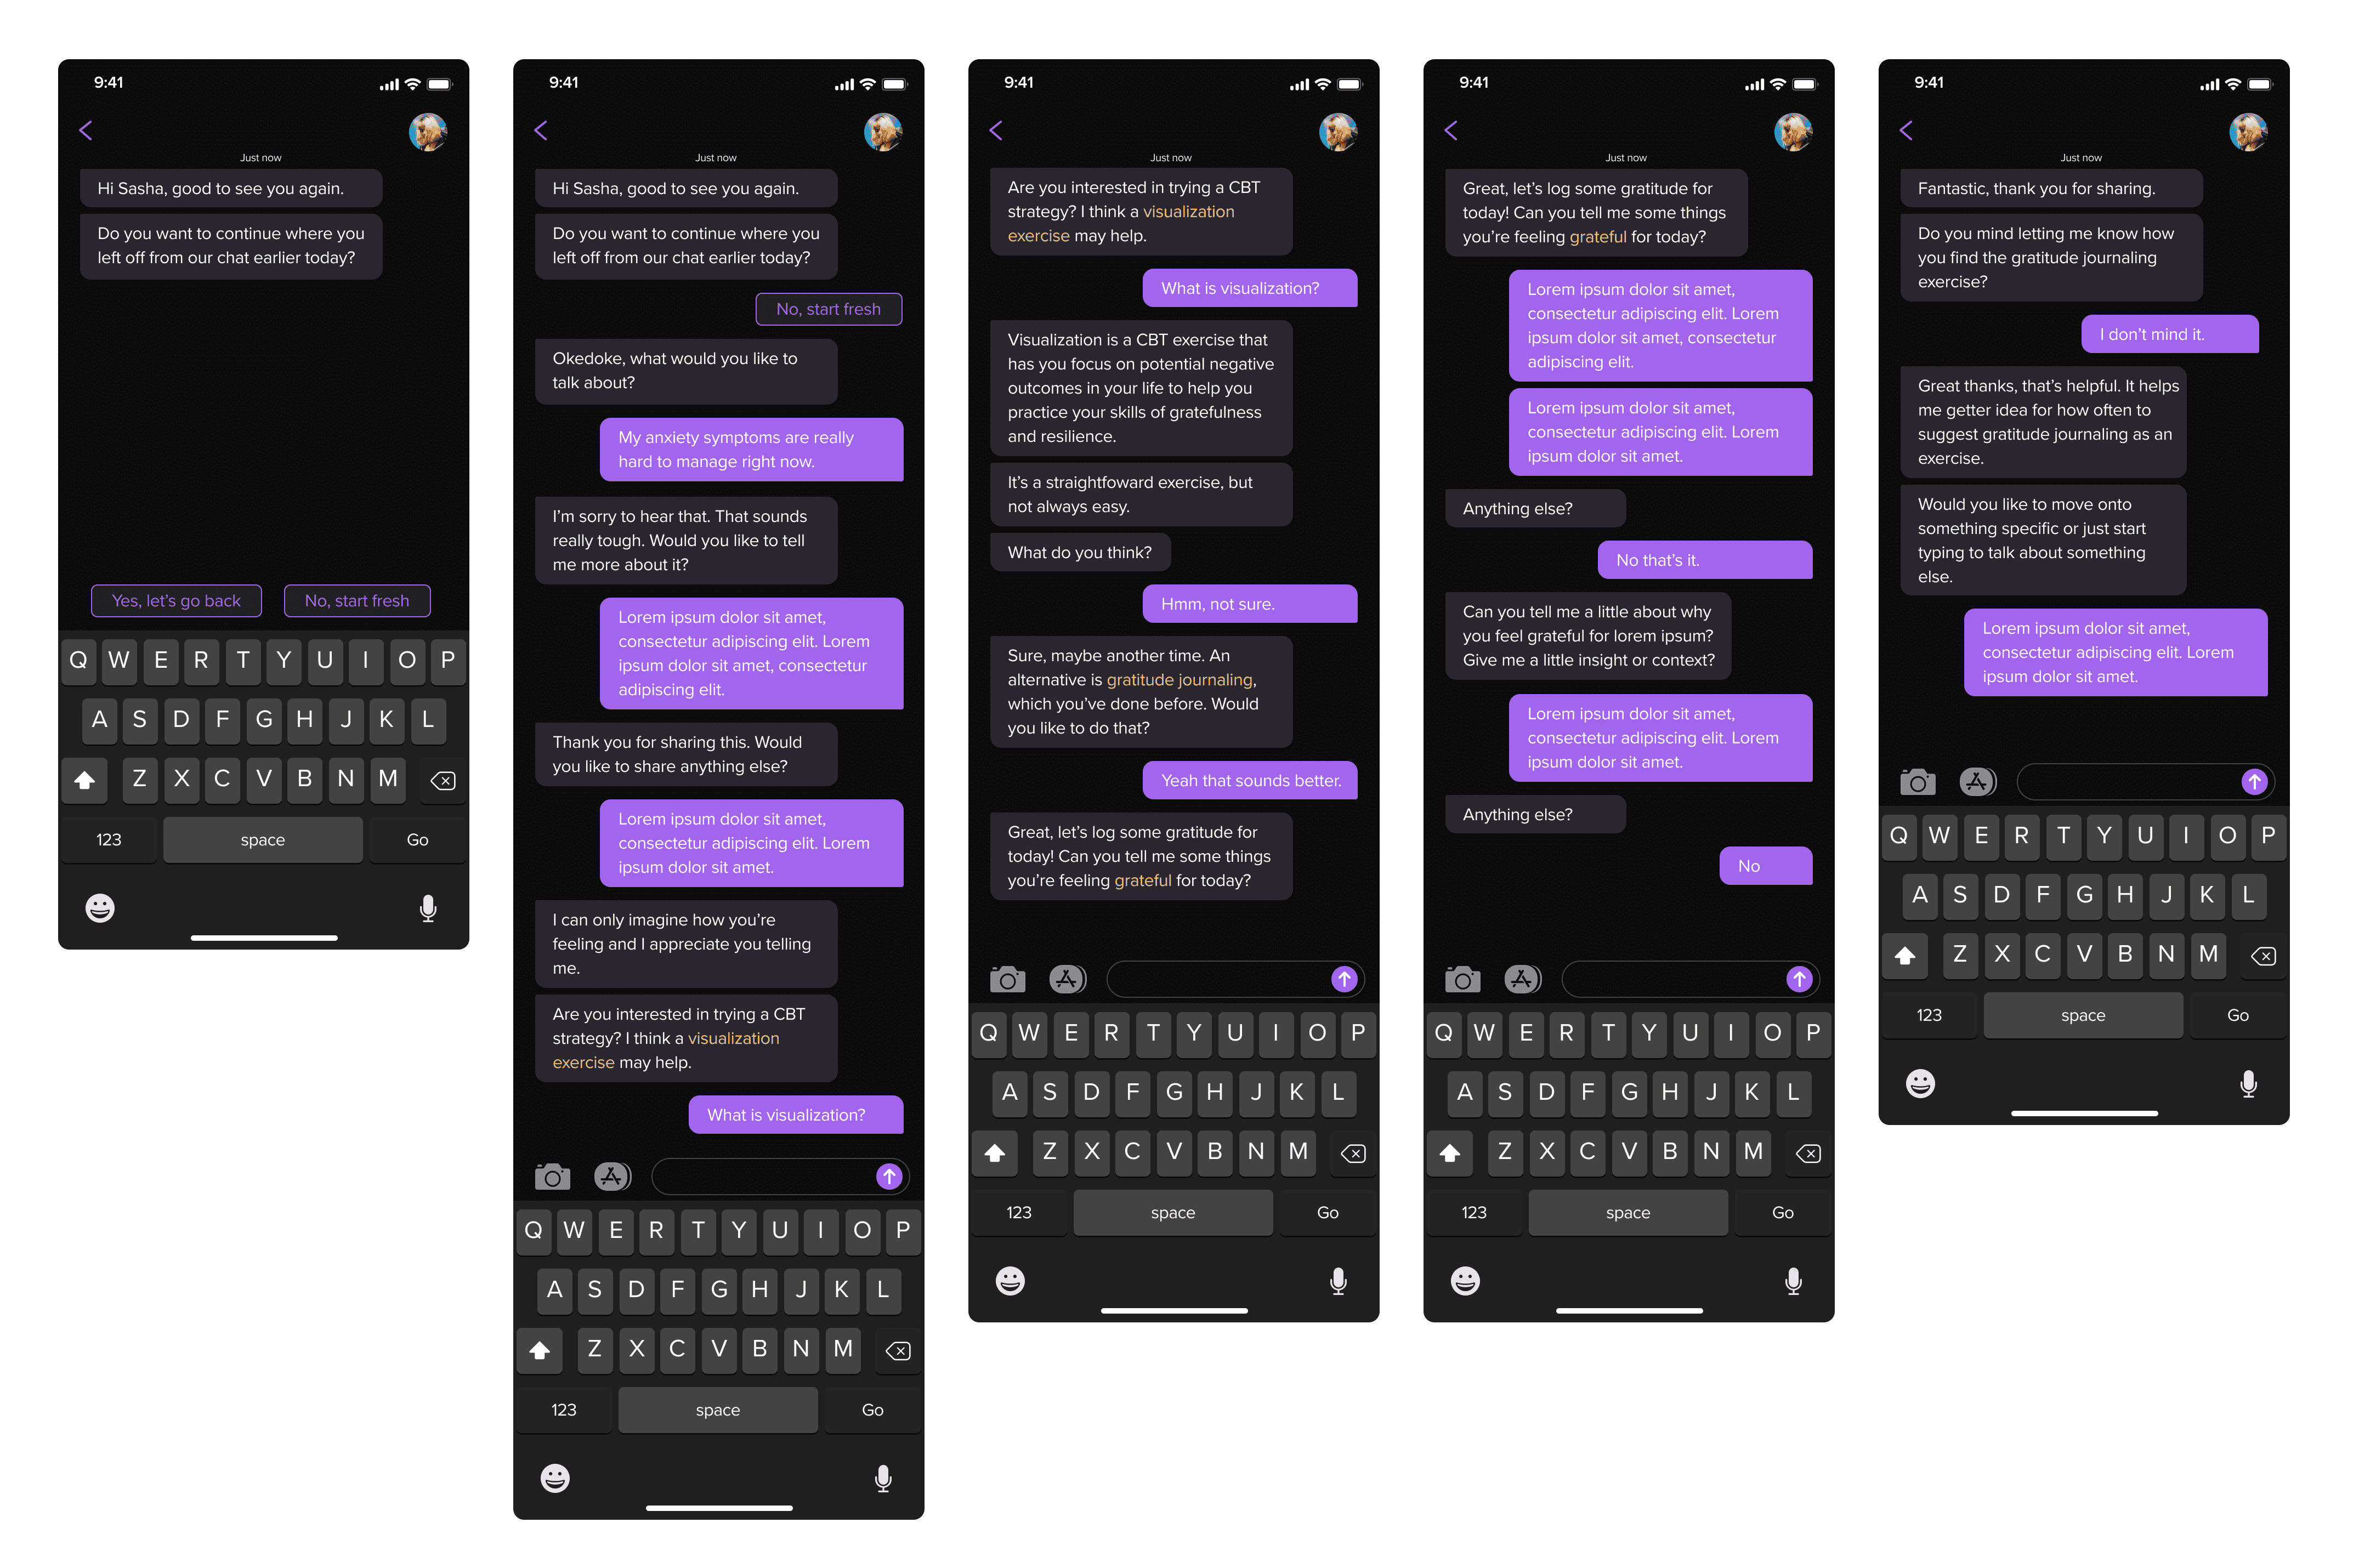 9:41
Just now
Hi Sasha, good to see you again.
Do you want to continue where you
left off from our chat earlier today?
Yes, let's go back
No, start fresh
Q W E R T Y U I O P
A S D F G H J K L
Z X C V B N M
123 space Go
9:41
Just now
Hi Sasha, good to see you again.
Do you want to continue where you
left off from our chat earlier today?
No, start fresh
Okedoke, what would you like to
talk about?
My anxiety symptoms are really
hard to manage right now.
I'm sorry to hear that. That sounds
really tough. Would you like to tell
me more about it?
Lorem ipsum dolor sit amet,
consectetur adipiscing elit. Lorem
ipsum dolor sit amet, consectetur
adipiscing elit.
Thank you for sharing this. Would
you like to share anything else?
Lorem ipsum dolor sit amet,
consectetur adipiscing elit. Lorem
ipsum dolor sit amet.
I can only imagine how you're
feeling and I appreciate you telling
me.
Are you interested in trying a CBT
strategy? I think a visualization
exercise may help.
What is visualization?
Q W E R T Y U I O P
A S D F G H J K L
Z X C V B N M
123 space Go
9:41
Just now
Are you interested in trying a CBT
strategy? I think a visualization
exercise may help.
What is visualization?
Visualization is a CBT exercise that
has you focus on potential negative
outcomes in your life to help you
practice your skills of gratefulness
and resilience.
It's a straightfoward exercise, but
not always easy.
What do you think?
Hmm, not sure.
Sure, maybe another time. An
alternative is gratitude journaling,
which you've done before. Would
you like to do that?
Yeah that sounds better.
Great, let's log some gratitude for
today! Can you tell me some things
you're feeling grateful for today?
Q W E R T Y U I O P
A S D F G H J K L
Z X C V B N M
123 space Go
9:41
Just now
Great, let's log some gratitude for
today! Can you tell me some things
you're feeling grateful for today?
Lorem ipsum dolor sit amet,
consectetur adipiscing elit. Lorem
ipsum dolor sit amet, consectetur
adipiscing elit.
Lorem ipsum dolor sit amet,
consectetur adipiscing elit. Lorem
ipsum dolor sit amet.
Anything else?
No that's it.
Can you tell me a little about why
you feel grateful for lorem ipsum?
Give me a little insight or context?
Lorem ipsum dolor sit amet,
consectetur adipiscing elit. Lorem
ipsum dolor sit amet.
Anything else?
No
Q W E R T Y U I O P
A S D F G H J K L
Z X C V B N M
123 space Go
9:41
Just now
Fantastic, thank you for sharing.
Do you mind letting me know how
you find the gratitude journaling
exercise?
I don't mind it.
Great thanks, that's helpful. It helps
me getter idea for how often to
suggest gratitude journaling as an
exercise.
Would you like to move onto
something specific or just start
typing to talk about something
else.
Lorem ipsum dolor sit amet,
consectetur adipiscing elit. Lorem
ipsum dolor sit amet.
Q W E R T Y U I O P
A S D F G H J K L
Z X C V B N M
123 space Go